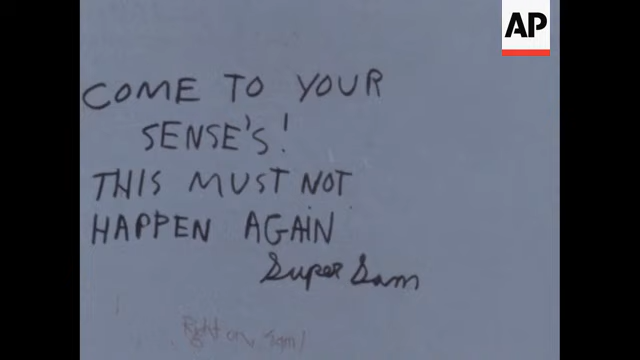 AP
COME TO YOUR
SENSE'S!
THIS MUST NOT
HAPPEN AGAIN
Super Sam
Right on, Sam!